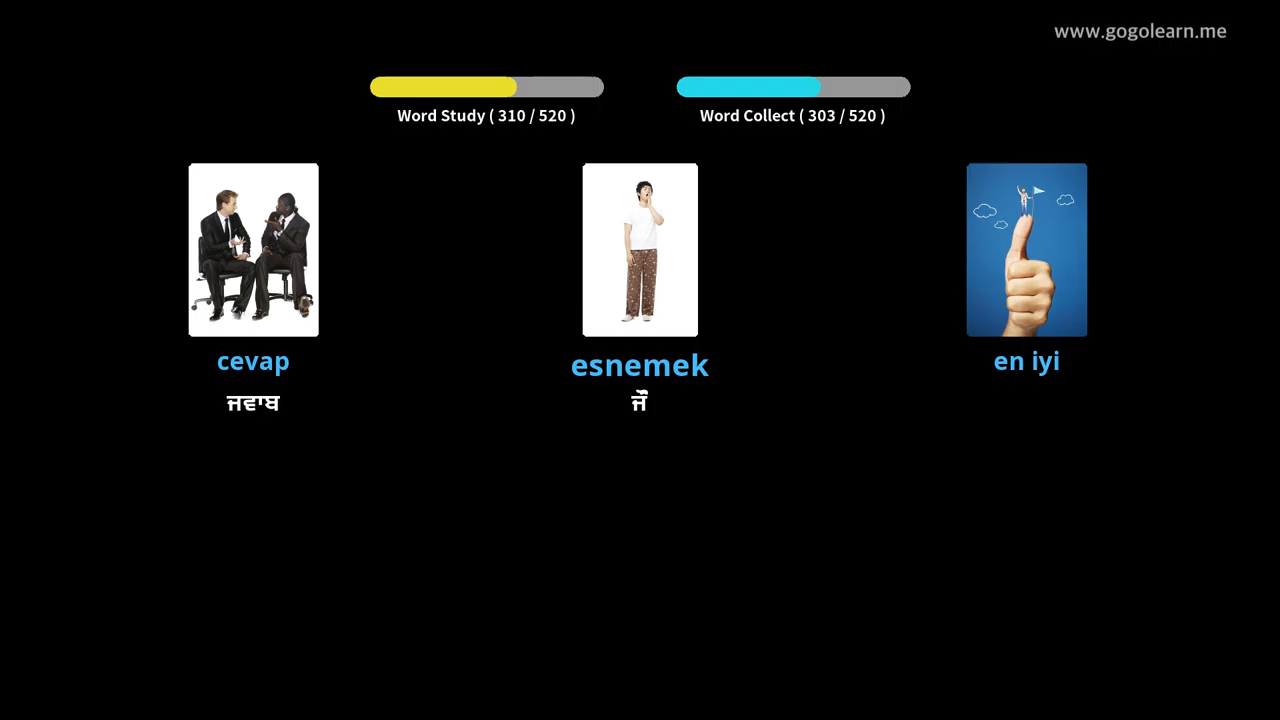 www.gogolearn.me
Word Study ( 310 / 520 )
Word Collect ( 303 / 520 )
cevap
esnemek
en iyi
ਜਵਾਬ